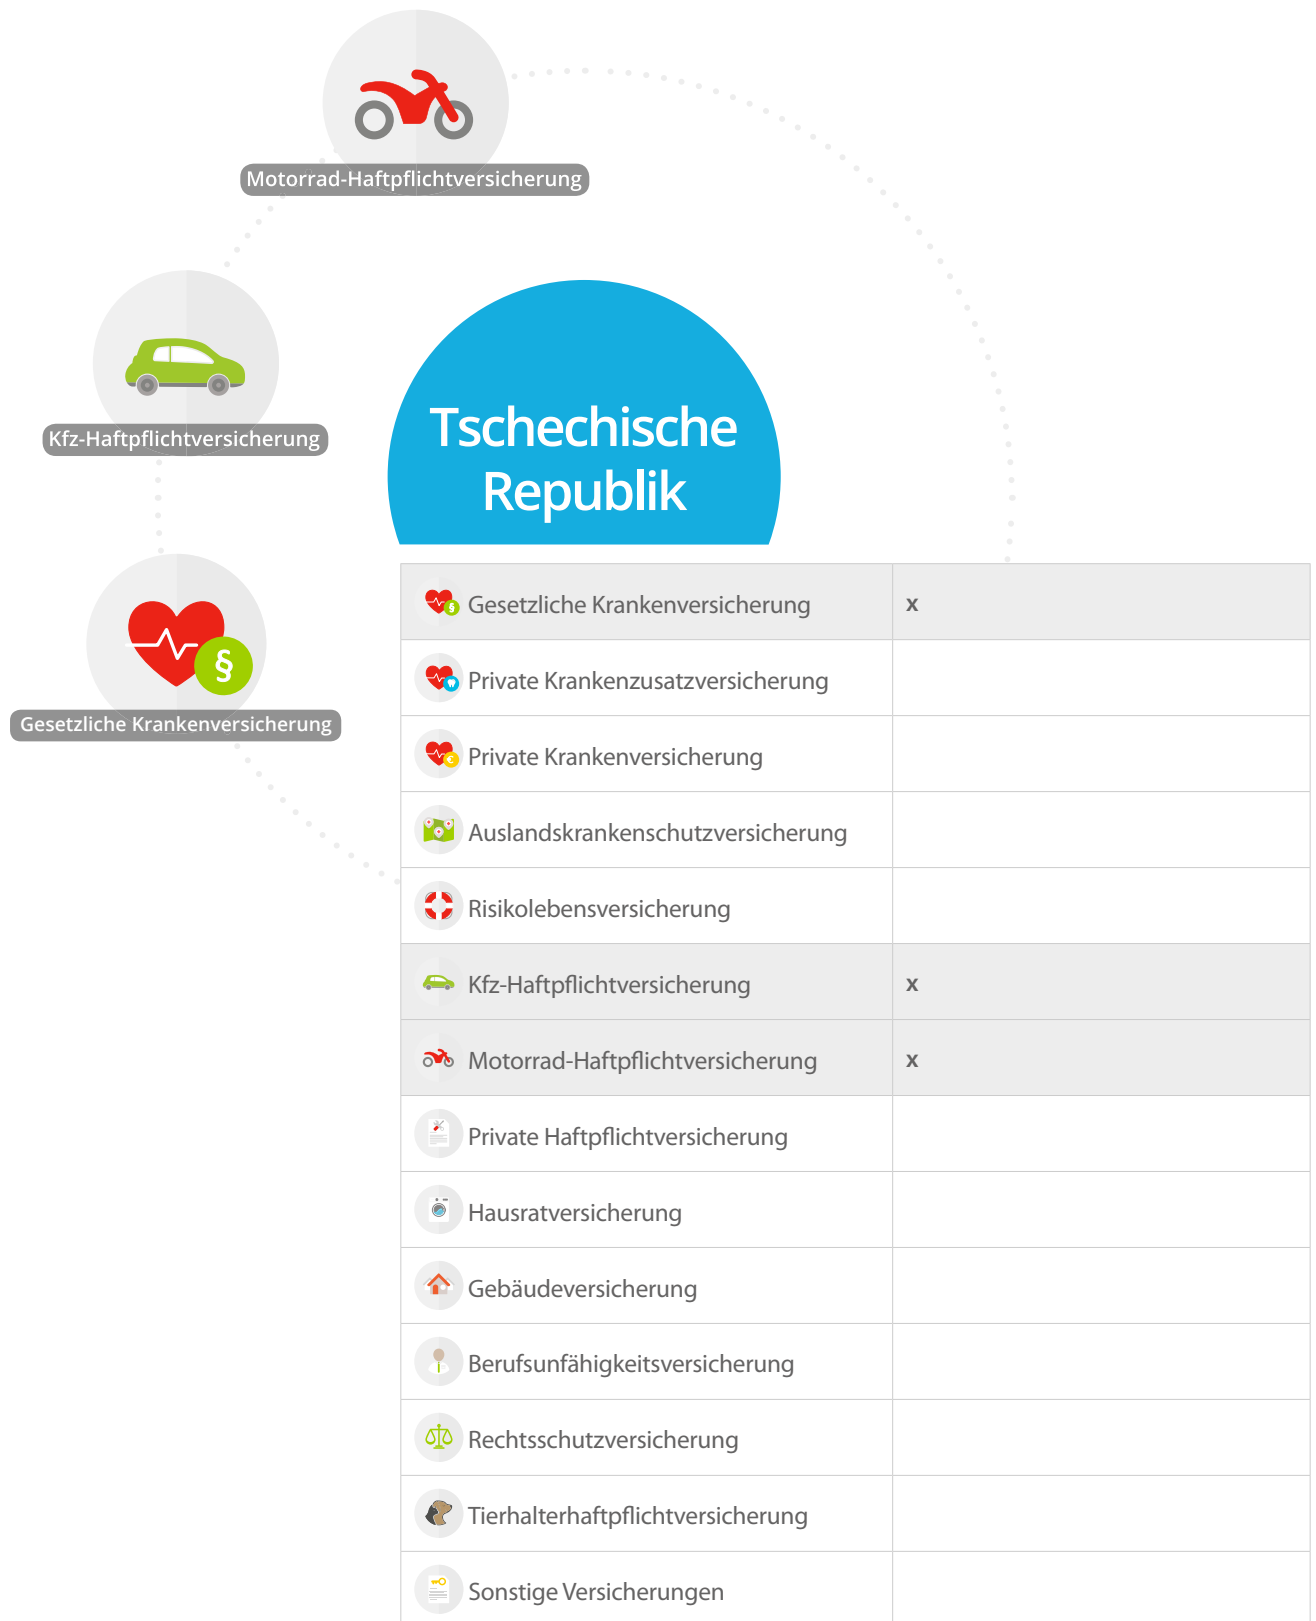 Motorrad-Haftpflichtversicherung
Kfz-Haftpflichtversicherung
Tschechische
Republik
§
Gesetzliche Krankenversicherung
§ Gesetzliche Krankenversicherung x
Private Krankenzusatzversicherung
€ Private Krankenversicherung
Auslandskrankenschutzversicherung
Risikolebensversicherung
Kfz-Haftpflichtversicherung x
Motorrad-Haftpflichtversicherung x
Private Haftpflichtversicherung
Hausratversicherung
Gebäudeversicherung
Berufsunfähigkeitsversicherung
Rechtsschutzversicherung
Tierhalterhaftpflichtversicherung
Sonstige Versicherungen